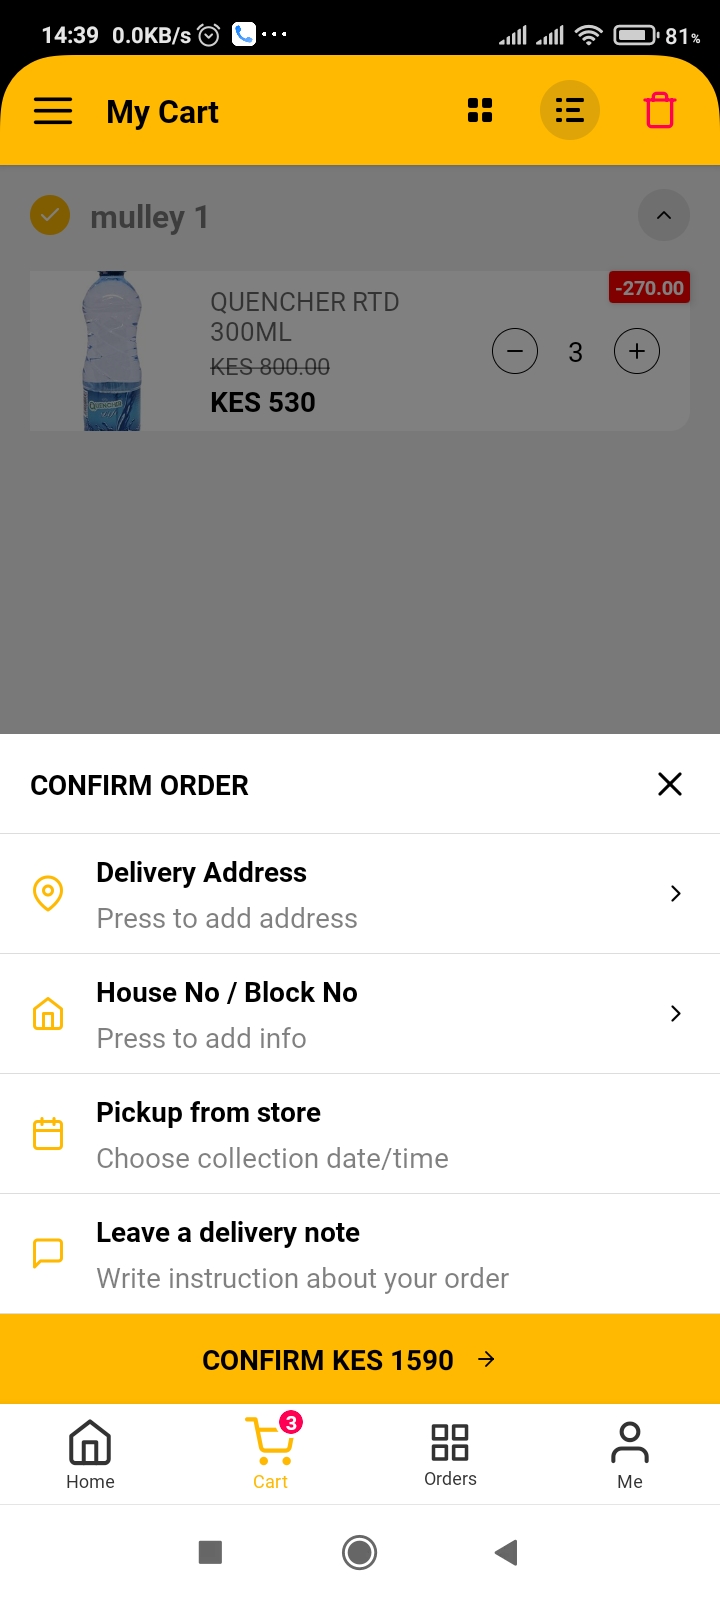 14:39 0.0KB/s ... 81%
My Cart
mulley 1
-270.00
QUENCHER RTD
300ML
KES 800.00
KES 530
3
QUENCHER
CONFIRM ORDER
Delivery Address
Press to add address
House No / Block No
Press to add info
Pickup from store
Choose collection date/time
Leave a delivery note
Write instruction about your order
CONFIRM KES 1590
3
Home Cart Orders Me